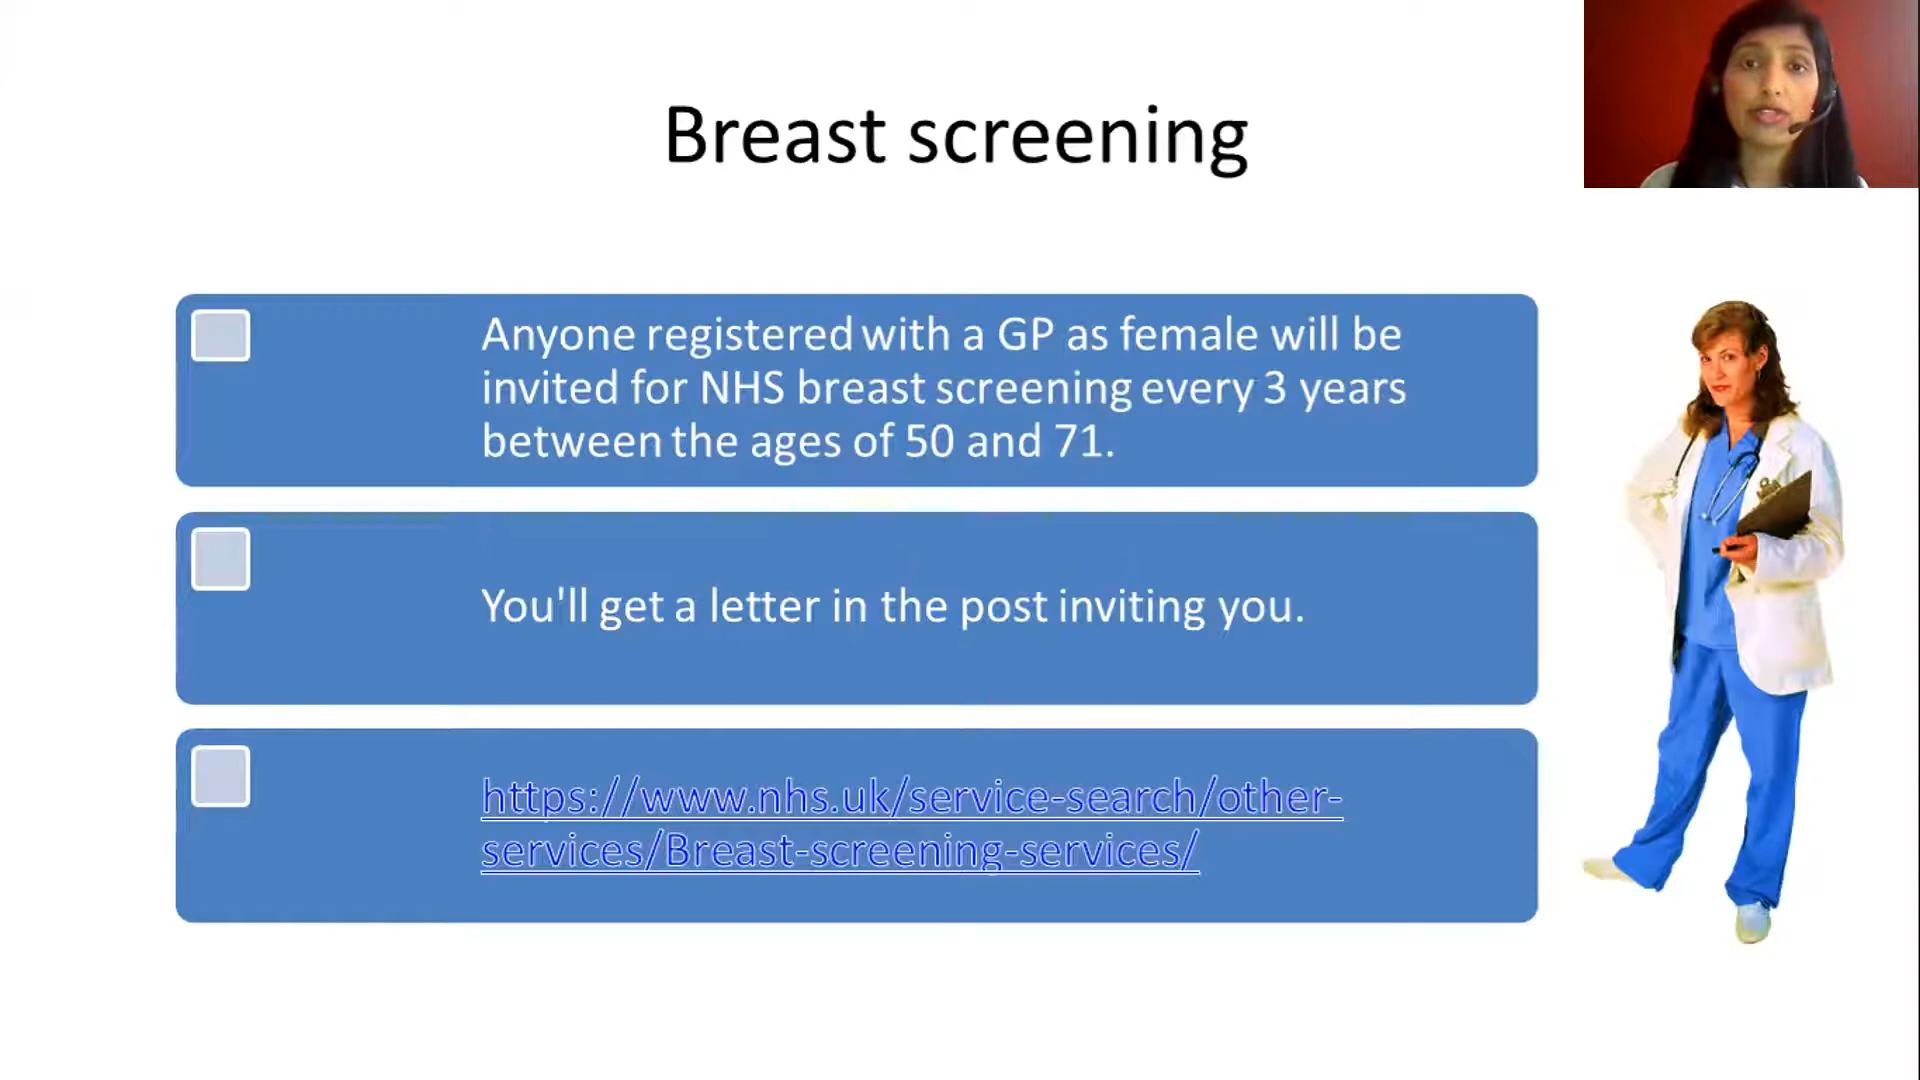 Breast screening
Anyone registered with a GP as female will be
invited for NHS breast screening every 3 years
between the ages of 50 and 71.
You'll get a letter in the post inviting you.
https://www.nhs.uk/service-search/other-
services/Breast-screening-services/